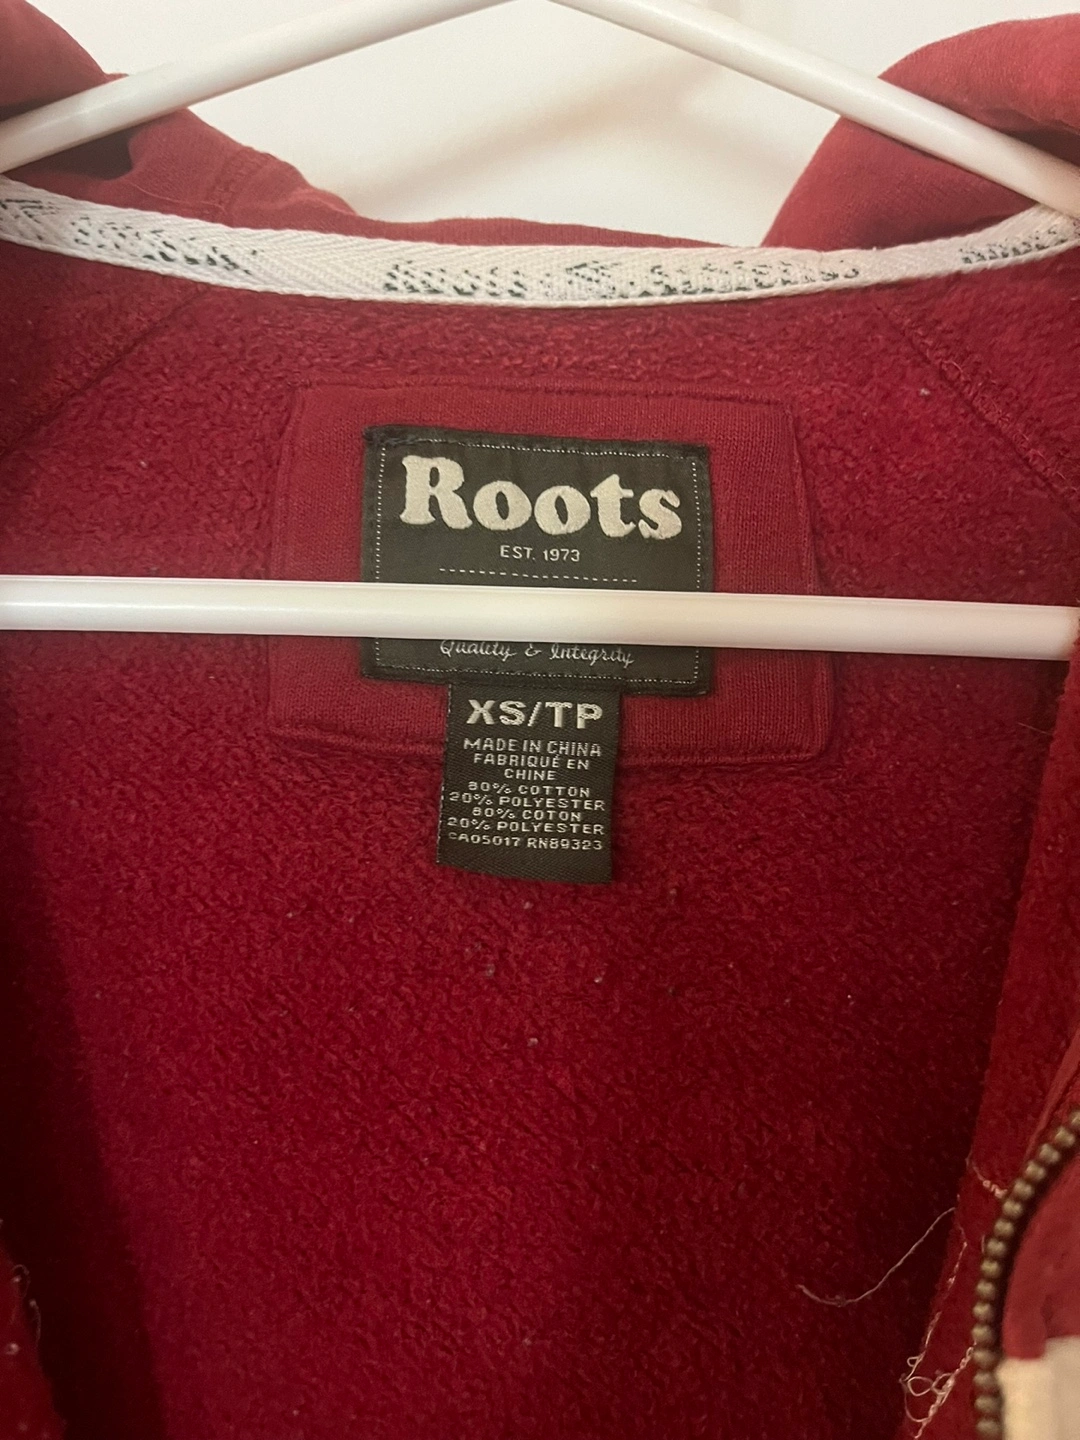 Roots
EST. 1973
Quality & Integrity
XS/TP
MADE IN CHINA
FABRIQUÉ EN
CHINE
80% COTTON
20% POLYESTER
80% COTON
20% POLYESTER
CA05017 RN89323